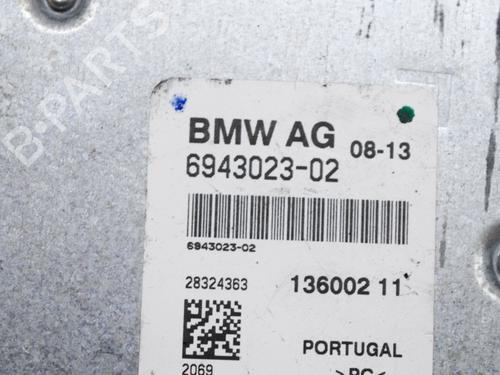 B-PARTS
BMW AG 08-13
6943023-02
6943023-02
28324363 136002 11
2069 PORTUGAL
>PC<